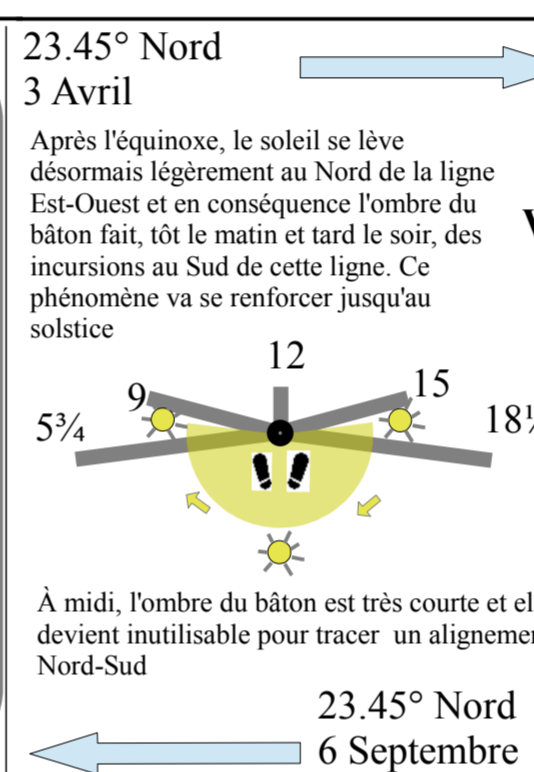 23.45° Nord
3 Avril
Après l'équinoxe, le soleil se lève
désormais légèrement au Nord de la ligne
Est-Ouest et en conséquence l'ombre du
bâton fait, tôt le matin et tard le soir, des
incursions au Sud de cette ligne. Ce
phénomène va se renforcer jusqu'au
solstice
12
9
15
5¾
À midi, l'ombre du bâton est très courte et
devient inutilisable pour tracer un
Nord-Sud
23.45° Nord
6 Septembre